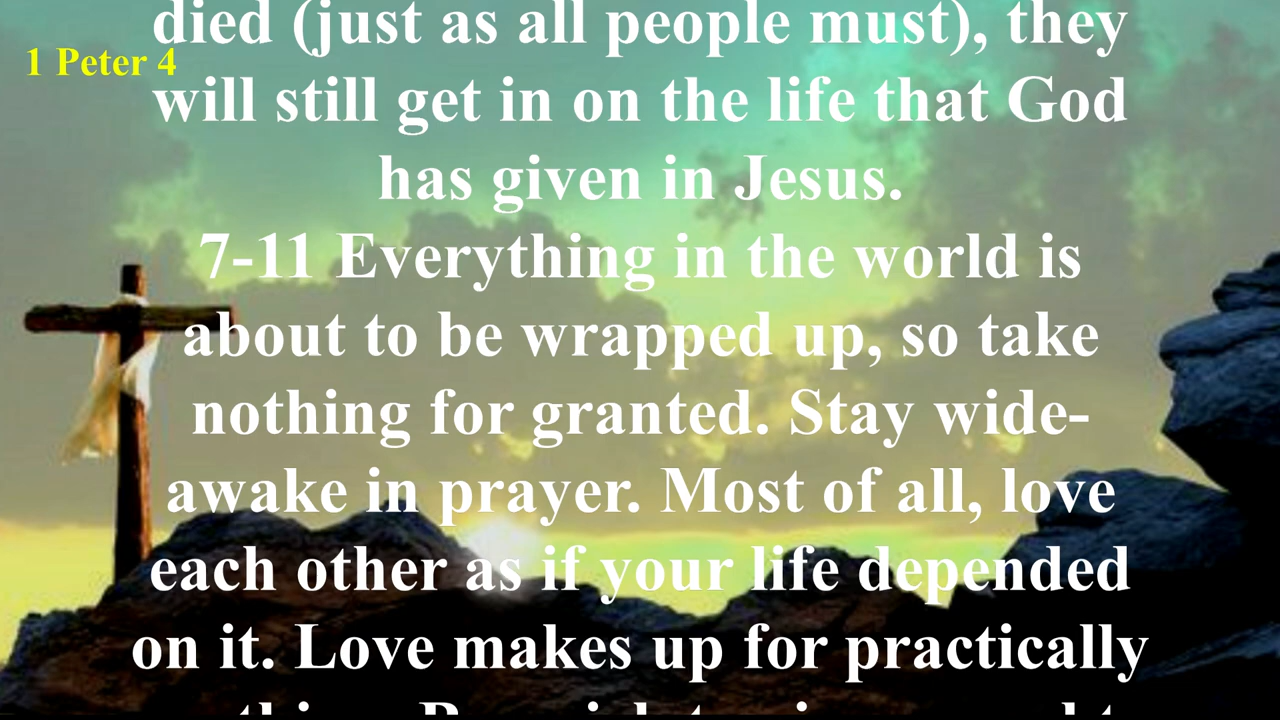 died (just as all people must), they
1 Peter 4
will still get in on the life that God
has given in Jesus.
7-11 Everything in the world is
about to be wrapped up, so take
nothing for granted. Stay wide-
awake in prayer. Most of all, love
each other as if your life depended
on it. Love makes up for practically